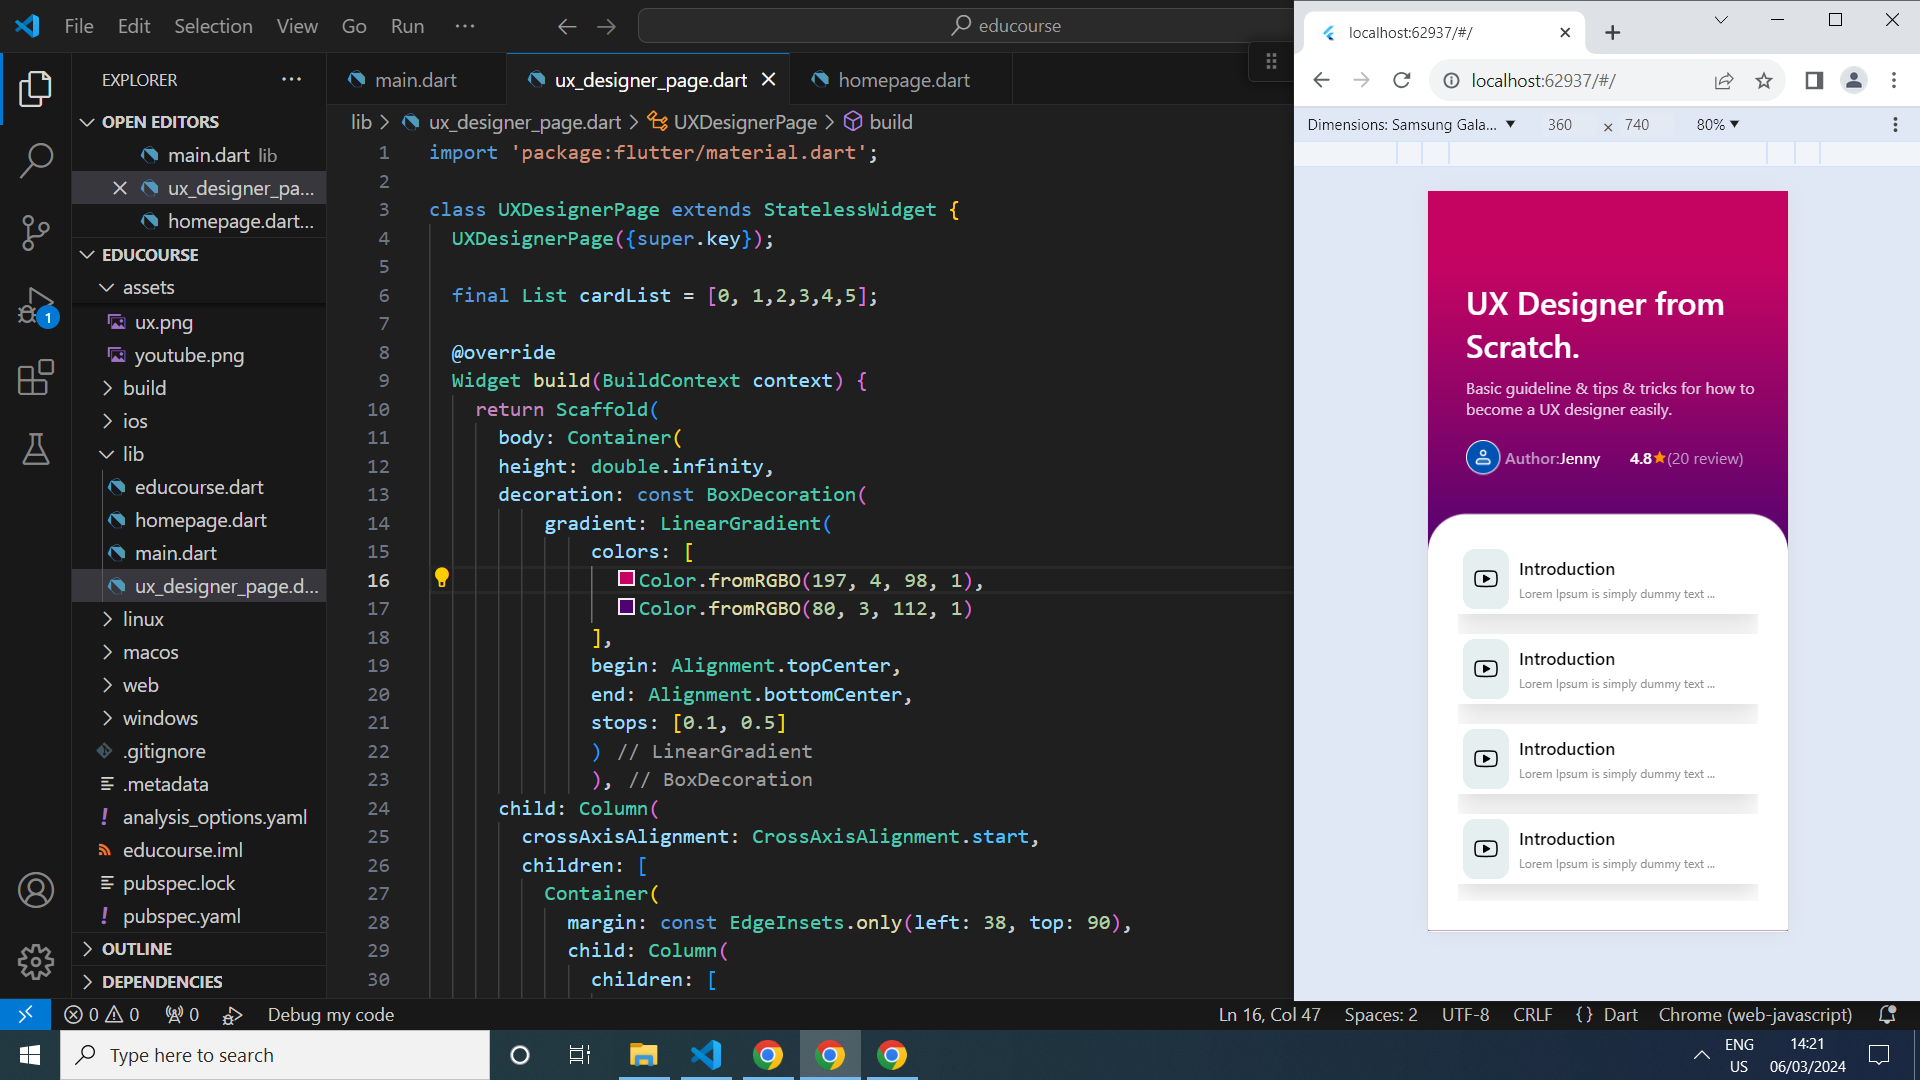 File Edit Selection View Go Run ···
educourse
EXPLORER
OPEN EDITORS
main.dart lib
ux_designer_pa...
homepage.dart...
EDUCOURSE
assets
ux.png
youtube.png
build
ios
lib
educourse.dart
homepage.dart
main.dart
ux_designer_page.d...
linux
macos
web
windows
.gitignore
.metadata
analysis_options.yaml
educourse.iml
pubspec.lock
pubspec.yaml
OUTLINE
DEPENDENCIES
1
main.dart
ux_designer_page.dart
homepage.dart
lib > ux_designer_page.dart > UXDesignerPage > build
1 import 'package:flutter/material.dart';
2
3 class UXDesignerPage extends StatelessWidget {
4 UXDesignerPage({super.key});
5
6 final List cardList = [0, 1,2,3,4,5];
7
8 @override
9 Widget build(BuildContext context) {
10 return Scaffold(
11 body: Container(
12 height: double.infinity,
13 decoration: const BoxDecoration(
14 gradient: LinearGradient(
15 colors: [
16 Color.fromRGBO(197, 4, 98, 1),
17 Color.fromRGBO(80, 3, 112, 1)
18 ],
19 begin: Alignment.topCenter,
20 end: Alignment.bottomCenter,
21 stops: [0.1, 0.5]
22 ) // LinearGradient
23 ), // BoxDecoration
24 child: Column(
25 crossAxisAlignment: CrossAxisAlignment.start,
26 children: [
27 Container(
28 margin: const EdgeInsets.only(left: 38, top: 90),
29 child: Column(
30 children: [
localhost:62937/#/
localhost:62937/#/
Dimensions: Samsung Gala... 360 × 740 80%
UX Designer from
Scratch.
Basic guideline & tips & tricks for how to
become a UX designer easily.
Author:Jenny 4.8 (20 review)
Introduction
Lorem Ipsum is simply dummy text ...
Introduction
Lorem Ipsum is simply dummy text ...
Introduction
Lorem Ipsum is simply dummy text ...
Introduction
Lorem Ipsum is simply dummy text ...
0 0 0 Debug my code
Ln 16, Col 47 Spaces: 2 UTF-8 CRLF {} Dart Chrome (web-javascript)
Type here to search
ENG
US
14:21
06/03/2024